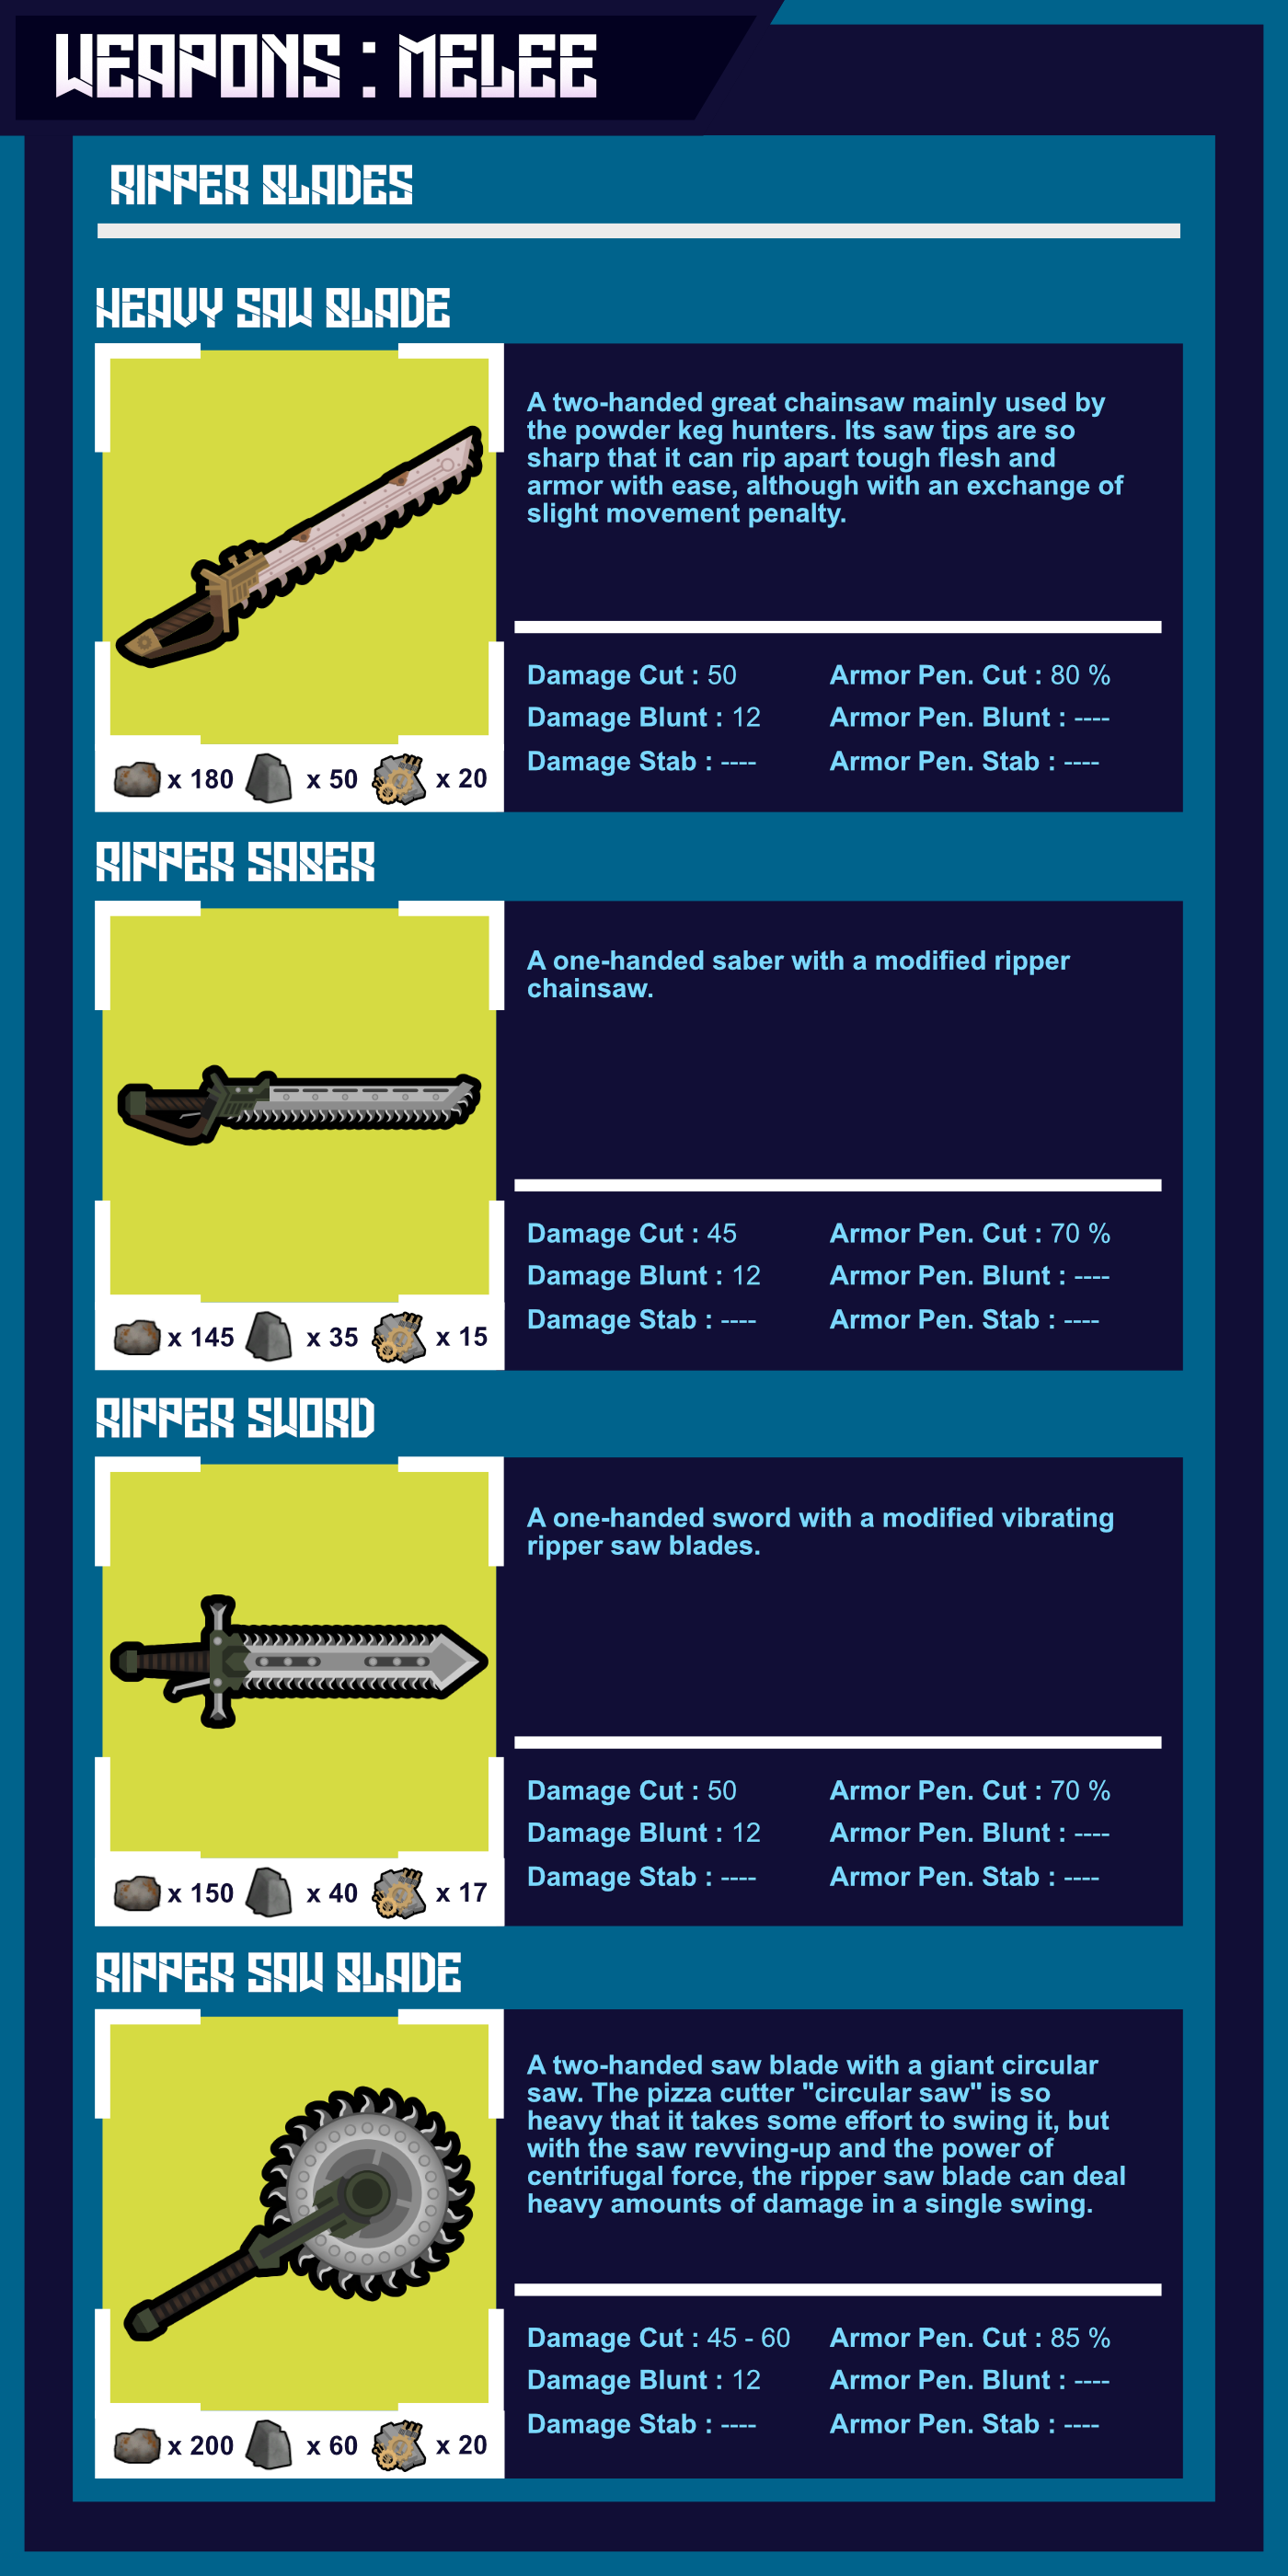 WEAPONS : MELEE
RIPPER BLADES
HEAVY SAW BLADE
A two-handed great chainsaw mainly used by
the powder keg hunters. Its saw tips are so
sharp that it can rip apart tough flesh and
armor with ease, although with an exchange of
slight movement penalty.
Damage Cut : 50 Armor Pen. Cut : 80 %
Damage Blunt : 12 Armor Pen. Blunt : ----
Damage Stab : ---- Armor Pen. Stab : ----
x 180 x 50 x 20
RIPPER SABER
A one-handed saber with a modified ripper
chainsaw.
Damage Cut : 45 Armor Pen. Cut : 70 %
Damage Blunt : 12 Armor Pen. Blunt : ----
Damage Stab : ---- Armor Pen. Stab : ----
x 145 x 35 x 15
RIPPER SWORD
A one-handed sword with a modified vibrating
ripper saw blades.
Damage Cut : 50 Armor Pen. Cut : 70 %
Damage Blunt : 12 Armor Pen. Blunt : ----
Damage Stab : ---- Armor Pen. Stab : ----
x 150 x 40 x 17
RIPPER SAW BLADE
A two-handed saw blade with a giant circular
saw. The pizza cutter "circular saw" is so
heavy that it takes some effort to swing it, but
with the saw revving-up and the power of
centrifugal force, the ripper saw blade can deal
heavy amounts of damage in a single swing.
Damage Cut : 45 - 60 Armor Pen. Cut : 85 %
Damage Blunt : 12 Armor Pen. Blunt : ----
Damage Stab : ---- Armor Pen. Stab : ----
x 200 x 60 x 20